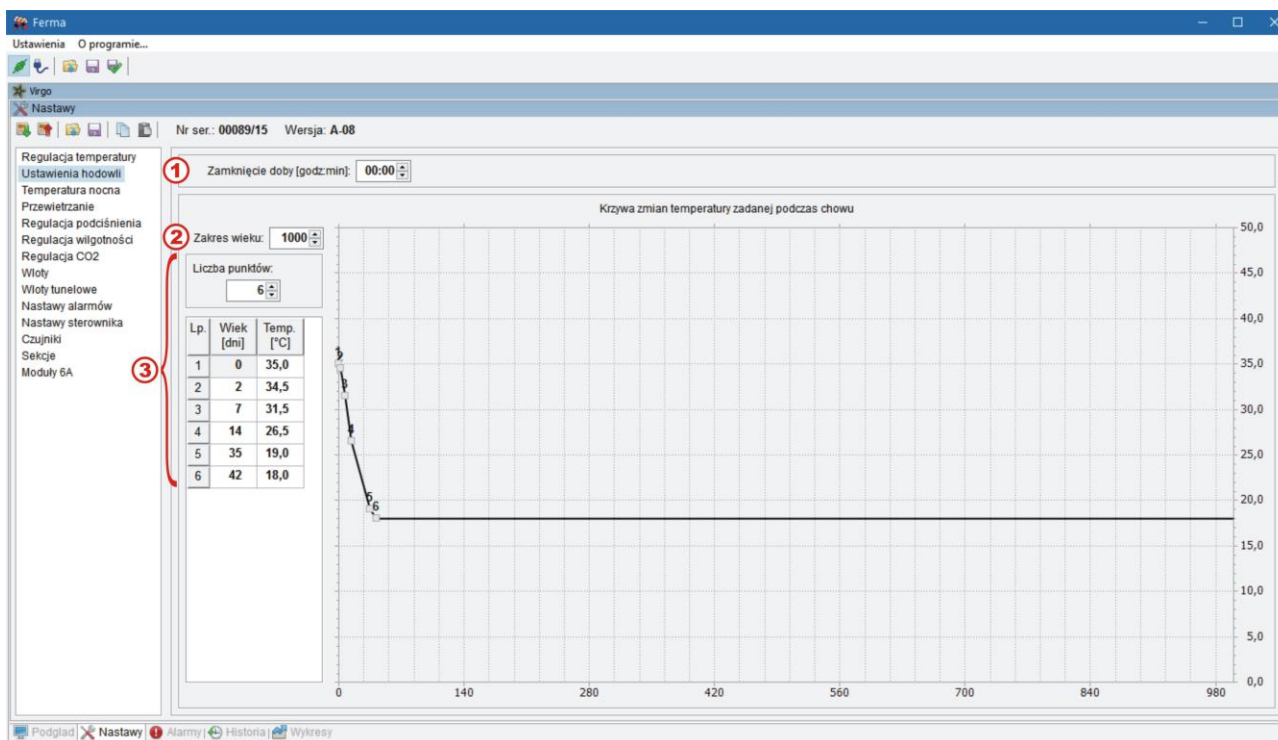 Ferma
Ustawienia O programie...
Virgo
Nastawy
Nr ser.: 00089/15 Wersja: A-08
Regulacja temperatury
Ustawienia hodowli
Temperatura nocna
Przewietrzanie
Regulacja podciśnienia
Regulacja wilgotności
Regulacja CO2
Wloty
Wloty tunelowe
Nastawy alarmów
Nastawy sterownika
Czujniki
Sekcje
Moduły 6A
1 Zamknięcie doby [godz:min]: 00:00
Krzywa zmian temperatury zadanej podczas chowu
2 Zakres wieku: 1000
3
Liczba punktów:
6
Lp. Wiek [dni] Temp. [°C]
1 0 35,0
2 2 34,5
3 7 31,5
4 14 26,5
5 35 19,0
6 42 18,0
1
2
3
4
5
6
50,0
45,0
40,0
35,0
30,0
25,0
20,0
15,0
10,0
5,0
0,0
0 140 280 420 560 700 840 980
Podgląd Nastawy Alarmy Historia Wykresy